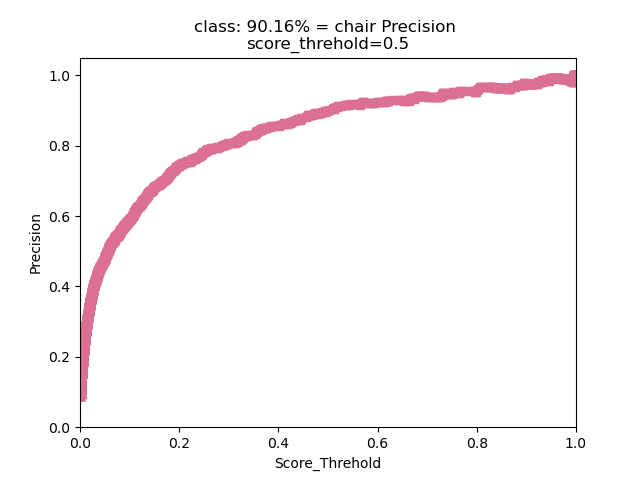 class: 90.16% = chair Precision
score_threhold=0.5
1.0
0.8
0.6
0.4
0.2
0.0
Precision
0.0 0.2 0.4 0.6 0.8 1.0
Score_Threhold